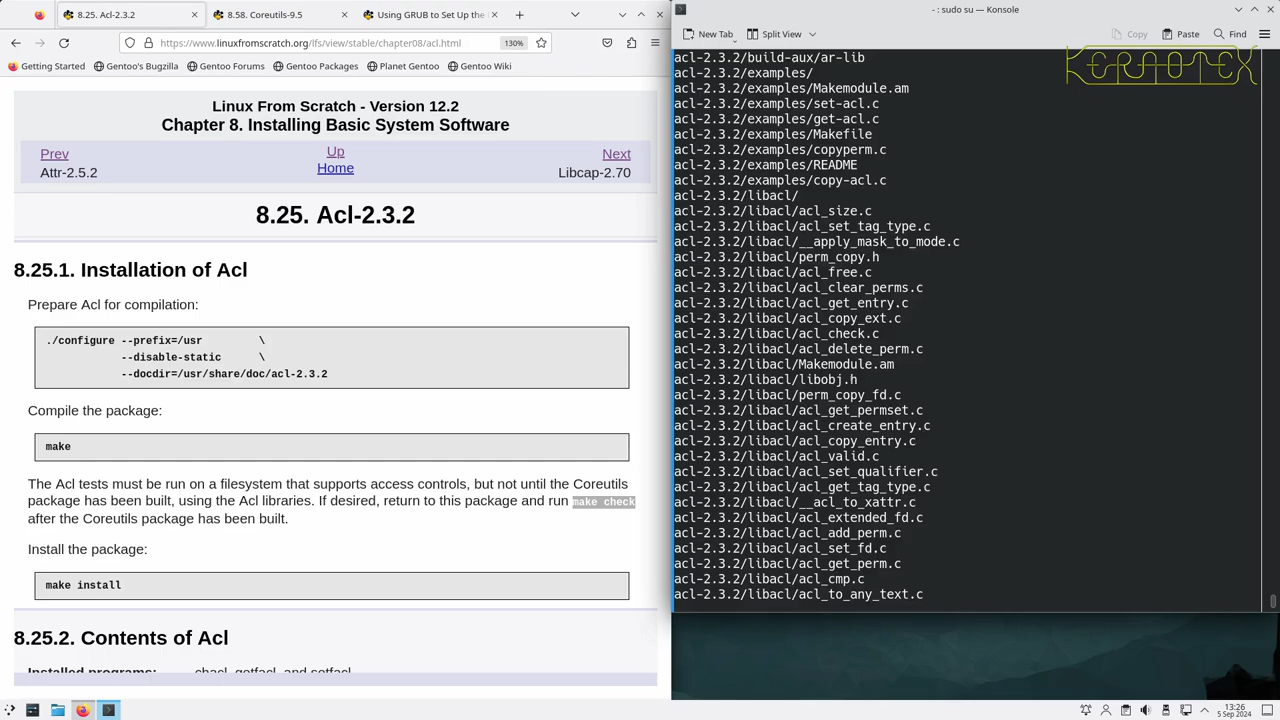 8.25. Acl-2.3.2
8.58. Coreutils-9.5
Using GRUB to Set Up the
https://www.linuxfromscratch.org/lfs/view/stable/chapter08/acl.html
130%
Getting Started
Gentoo's Bugzilla
Gentoo Forums
Gentoo Packages
Planet Gentoo
Gentoo Wiki
Linux From Scratch - Version 12.2
Chapter 8. Installing Basic System Software
Prev
Up
Next
Attr-2.5.2
Home
Libcap-2.70
8.25. Acl-2.3.2
8.25.1. Installation of Acl
Prepare Acl for compilation:
./configure --prefix=/usr \
--disable-static \
--docdir=/usr/share/doc/acl-2.3.2
Compile the package:
make
The Acl tests must be run on a filesystem that supports access controls, but not until the Coreutils
package has been built, using the Acl libraries. If desired, return to this package and run make check
after the Coreutils package has been built.
Install the package:
make install
8.25.2. Contents of Acl
Installed programs: chacl, getfacl, and setfacl
- : sudo su — Konsole
New Tab
Split View
Copy
Paste
Find
KERNOTEX
acl-2.3.2/build-aux/ar-lib
acl-2.3.2/examples/
acl-2.3.2/examples/Makemodule.am
acl-2.3.2/examples/set-acl.c
acl-2.3.2/examples/get-acl.c
acl-2.3.2/examples/Makefile
acl-2.3.2/examples/copyperm.c
acl-2.3.2/examples/README
acl-2.3.2/examples/copy-acl.c
acl-2.3.2/libacl/
acl-2.3.2/libacl/acl_size.c
acl-2.3.2/libacl/acl_set_tag_type.c
acl-2.3.2/libacl/__apply_mask_to_mode.c
acl-2.3.2/libacl/perm_copy.h
acl-2.3.2/libacl/acl_free.c
acl-2.3.2/libacl/acl_clear_perms.c
acl-2.3.2/libacl/acl_get_entry.c
acl-2.3.2/libacl/acl_copy_ext.c
acl-2.3.2/libacl/acl_check.c
acl-2.3.2/libacl/acl_delete_perm.c
acl-2.3.2/libacl/Makemodule.am
acl-2.3.2/libacl/libobj.h
acl-2.3.2/libacl/perm_copy_fd.c
acl-2.3.2/libacl/acl_get_permset.c
acl-2.3.2/libacl/acl_create_entry.c
acl-2.3.2/libacl/acl_copy_entry.c
acl-2.3.2/libacl/acl_valid.c
acl-2.3.2/libacl/acl_set_qualifier.c
acl-2.3.2/libacl/acl_get_tag_type.c
acl-2.3.2/libacl/__acl_to_xattr.c
acl-2.3.2/libacl/acl_extended_fd.c
acl-2.3.2/libacl/acl_add_perm.c
acl-2.3.2/libacl/acl_set_fd.c
acl-2.3.2/libacl/acl_get_perm.c
acl-2.3.2/libacl/acl_cmp.c
acl-2.3.2/libacl/acl_to_any_text.c
13:26
5 Sep 2024